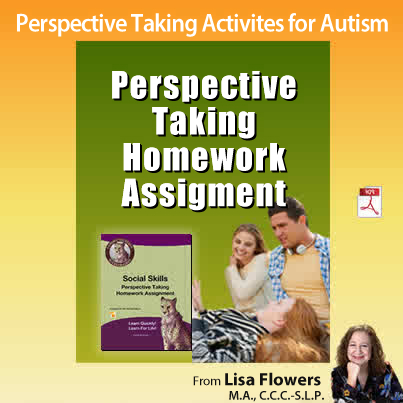 Perspective Taking Activites for Autism
Perspective
Taking
Homework
Assigment
Social Skills
Perspective Taking
Homework Assignment
Learn Quickly!
Learn For Life!
From Lisa Flowers
M.A., C.C.C.-S.L.P.